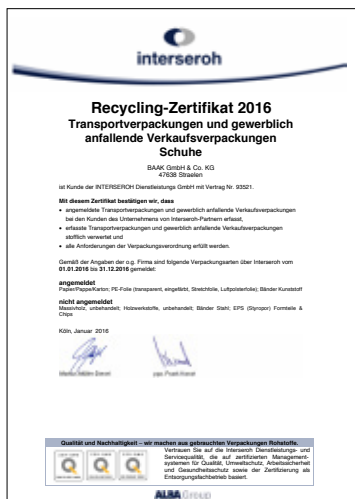 interseroh
Recycling-Zertifikat 2016
Transportverpackungen und gewerblich
anfallende Verkaufsverpackungen
Schuhe
BAAK GmbH & Co. KG
47638 Straelen
ist Kunde der INTERSEROH Dienstleistungs GmbH mit Vertrag Nr. 93521.
Mit diesem Zertifikat bestätigen wir, dass
• angemeldete Transportverpackungen und gewerblich anfallende Verkaufsverpackungen
bei den Kunden des Unternehmens von Interseroh-Partnern erfasst,
• erfasste Transportverpackungen und gewerblich anfallende Verkaufsverpackungen
stofflich verwertet und
• alle Anforderungen der Verpackungsverordnung erfüllt werden.
Gemäß der Angaben der o.g. Firma sind folgende Verpackungsarten über Interseroh vom
01.01.2016 bis 31.12.2016 gemeldet:
angemeldet
Papier/Pappe/Karton; PE-Folie (transparent, eingefärbt, Stretchfolie, Luftpolsterfolie); Bänder Kunststoff
nicht angemeldet
Massivholz, unbehandelt; Holzwerkstoffe, unbehandelt; Bänder Stahl; EPS (Styropor) Formteile &
Chips
Köln, Januar 2016
ppa. Frank
Qualität und Nachhaltigkeit – wir machen aus gebrauchten Verpackungen Rohstoffe.
Vertrauen Sie auf die Interseroh Dienstleistungs- und
Servicequalität, die auf zertifizierten Management-
systemen für Qualität, Umweltschutz, Arbeitssicherheit
und Gesundheitsschutz sowie der Zertifizierung als
Entsorgungsfachbetrieb basiert.
ALBA Group